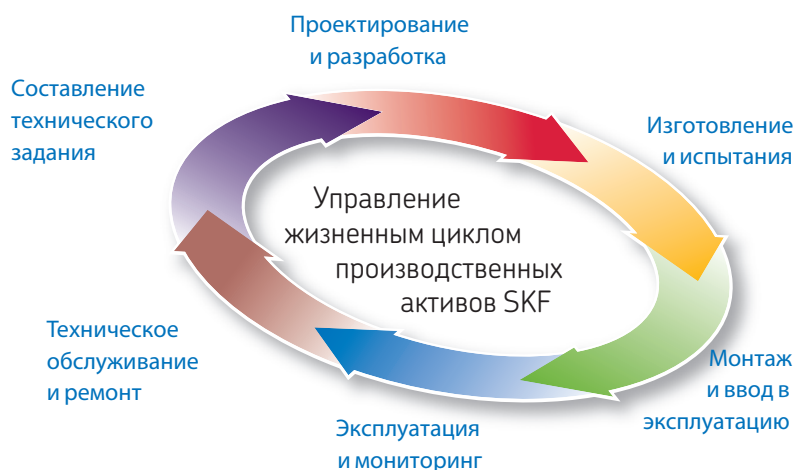 Проектирование
и разработка
Составление
технического
задания
Изготовление
и испытания
Управление
жизненным циклом
производственных
активов SKF
Техническое
обслуживание
и ремонт
Монтаж
и ввод в
эксплуатацию
Эксплуатация
и мониторинг